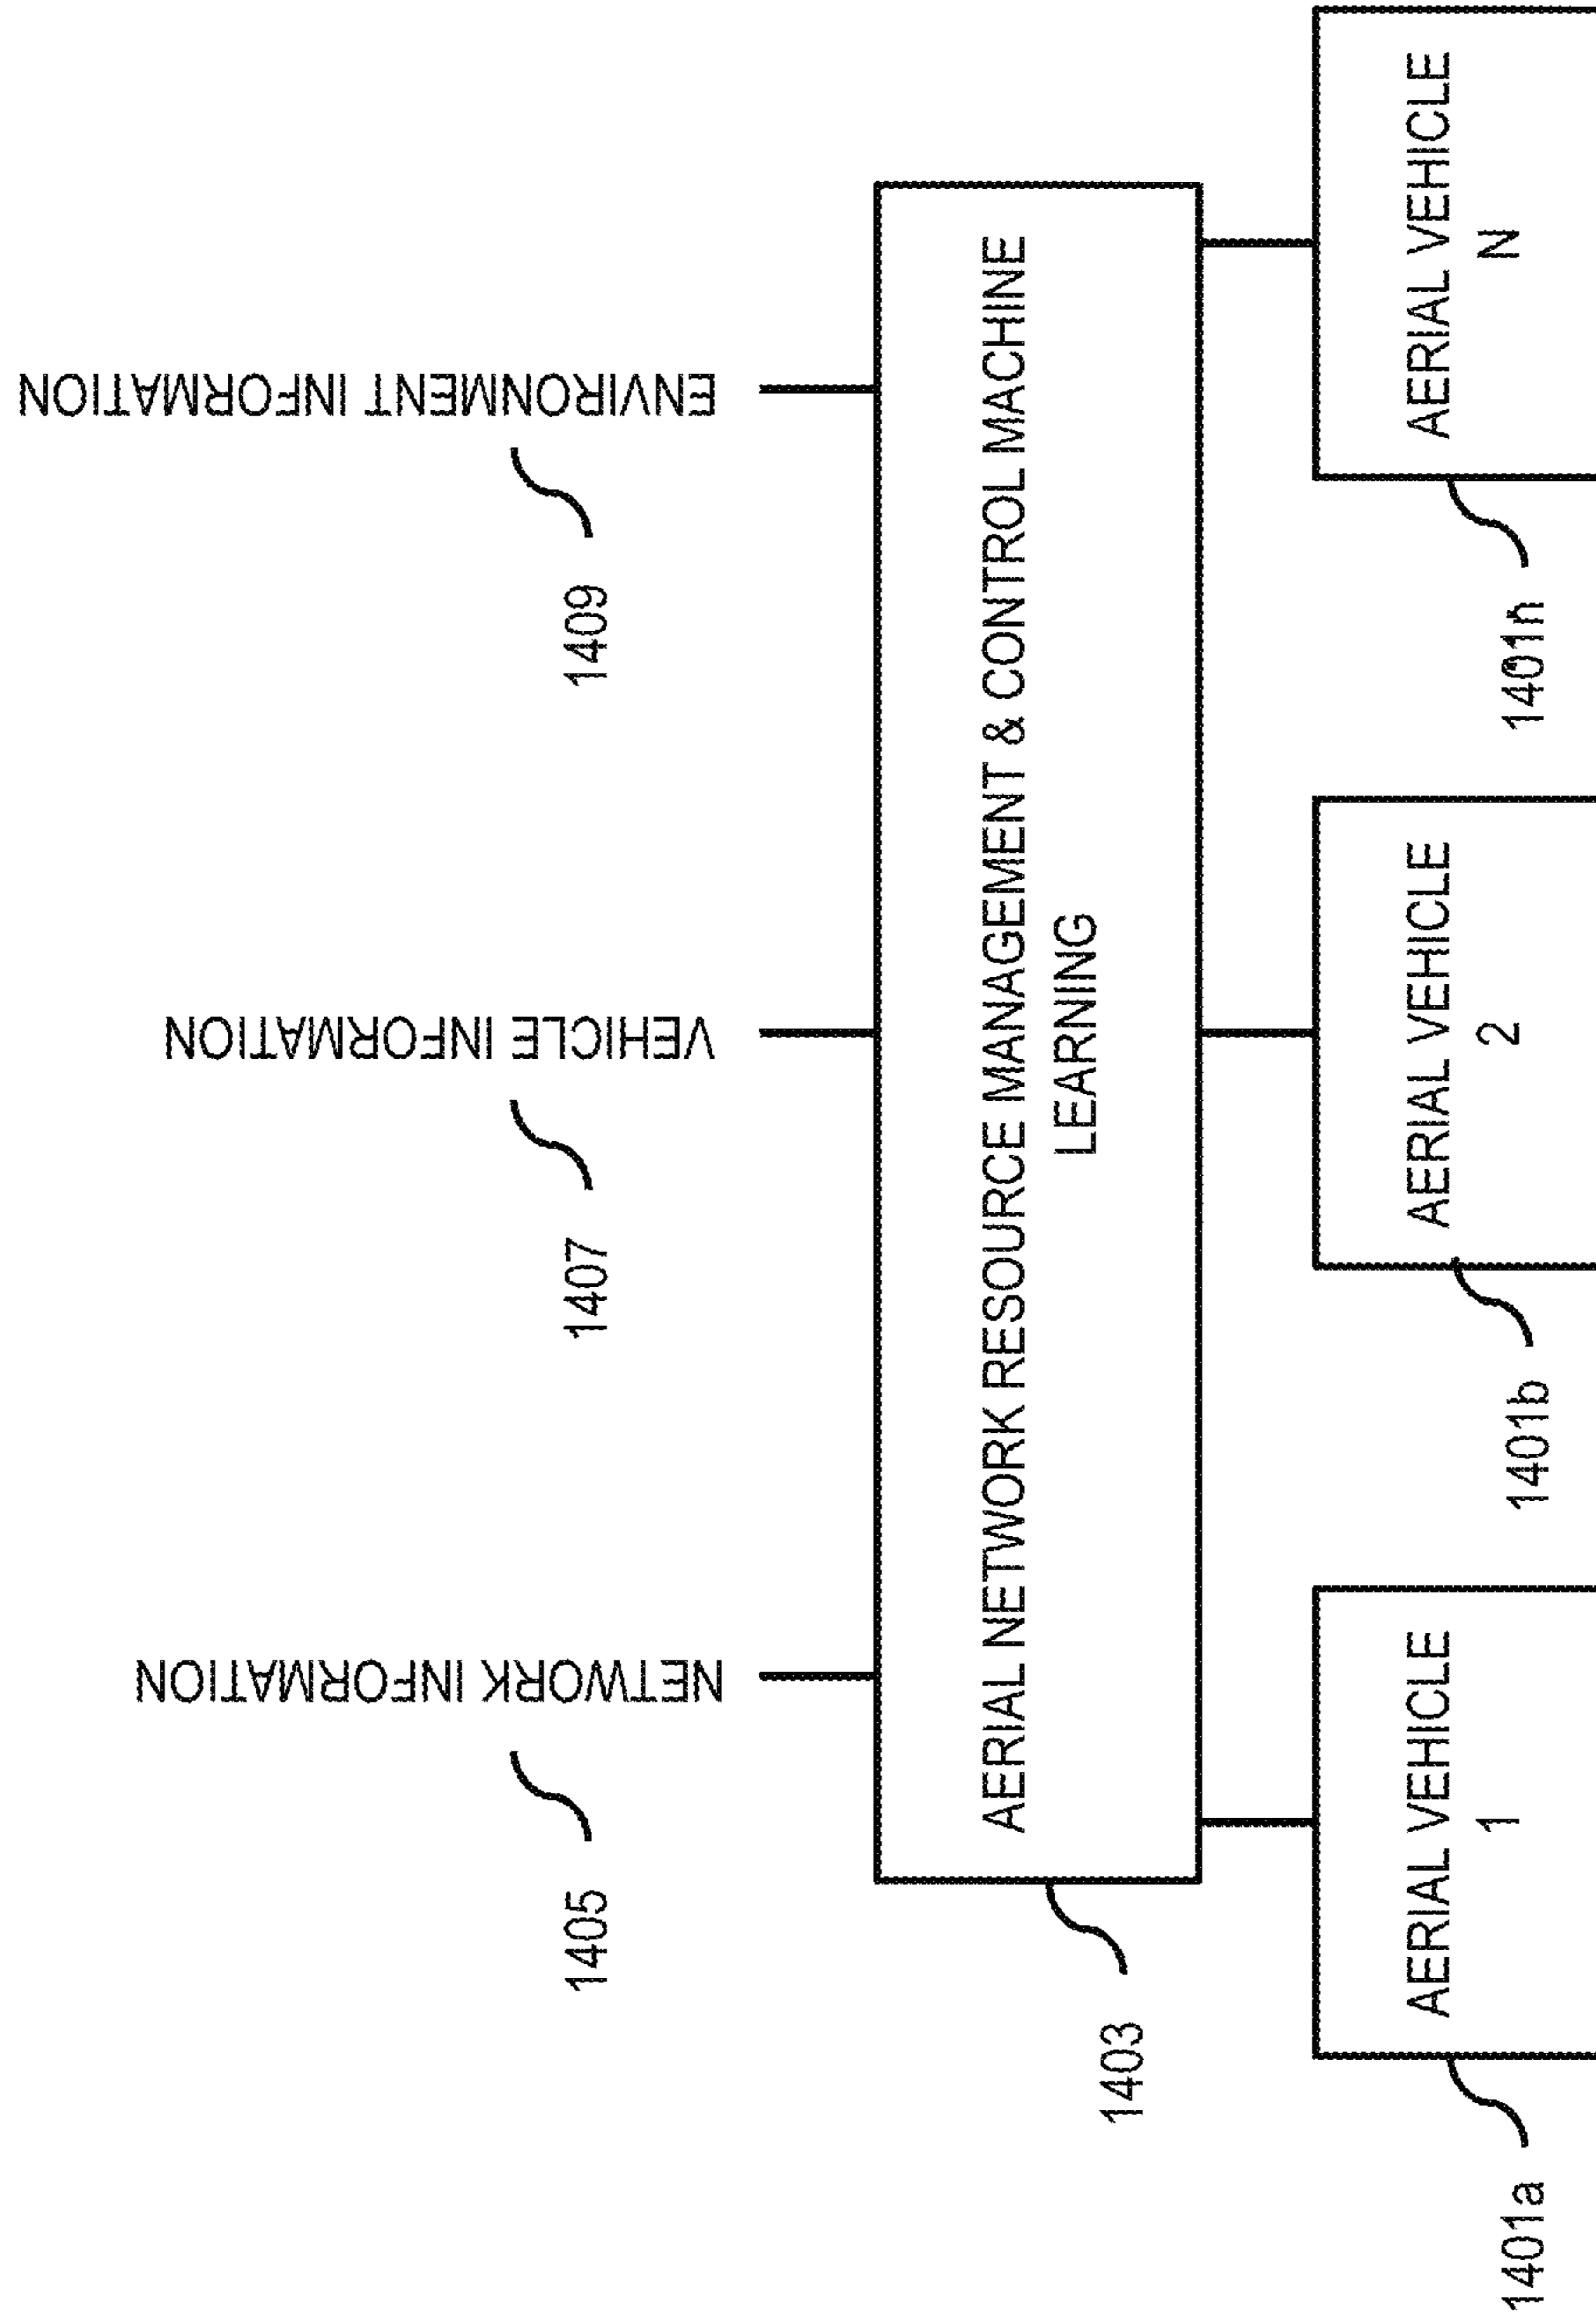 NETWORK INFORMATION
VEHICLE INFORMATION
ENVIRONMENT INFORMATION
1405
1407
1409
AERIAL NETWORK RESOURCE MANAGEMENT & CONTROL MACHINE
LEARNING
1403
AERIAL VEHICLE
1
AERIAL VEHICLE
2
AERIAL VEHICLE
N
1401a
1401b
1401n